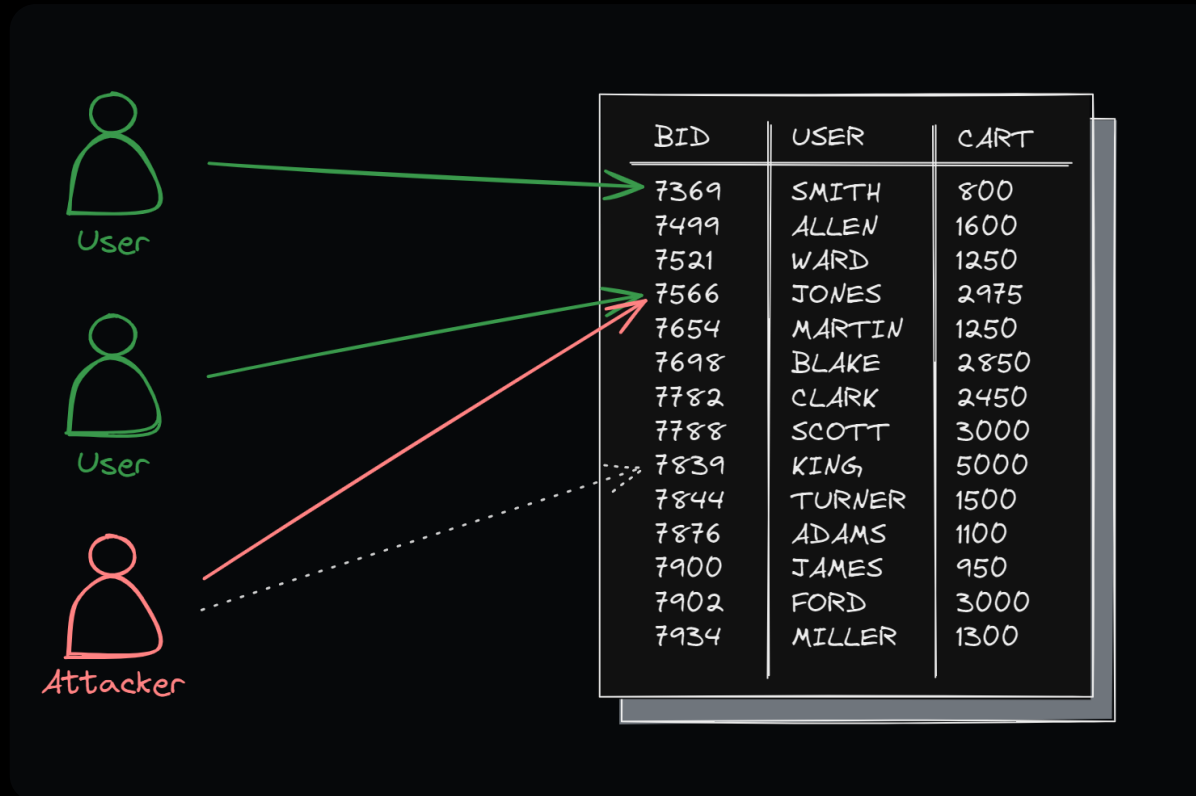 User
User
Attacker
BID USER CART
7369 SMITH 800
7499 ALLEN 1600
7521 WARD 1250
7566 JONES 2975
7654 MARTIN 1250
7698 BLAKE 2850
7782 CLARK 2450
7788 SCOTT 3000
7839 KING 5000
7844 TURNER 1500
7876 ADAMS 1100
7900 JAMES 950
7902 FORD 3000
7934 MILLER 1300